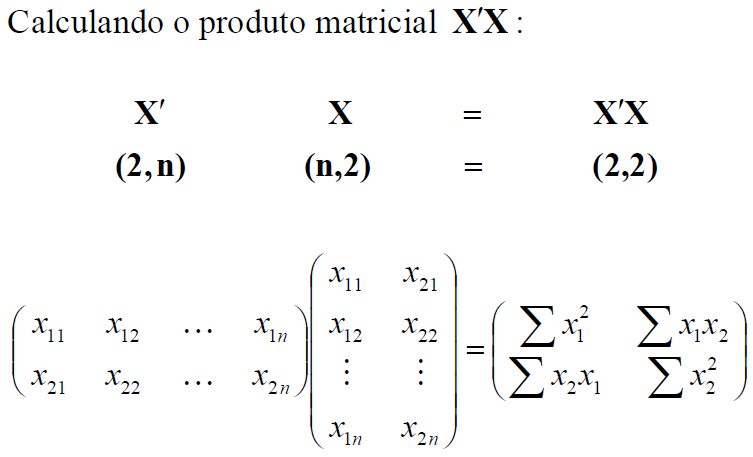 Calculando o produto matricial X′X :
X′ X = X′X
(2, n) (n,2) = (2,2)
x₁₁ x₁₂ … x₁ₙ
x₂₁ x₂₂ … x₂ₙ
x₁₁ x₂₁
x₁₂ x₂₂
⋮ ⋮
x₁ₙ x₂ₙ
=
∑x₁² ∑x₁x₂
∑x₂x₁ ∑x₂²